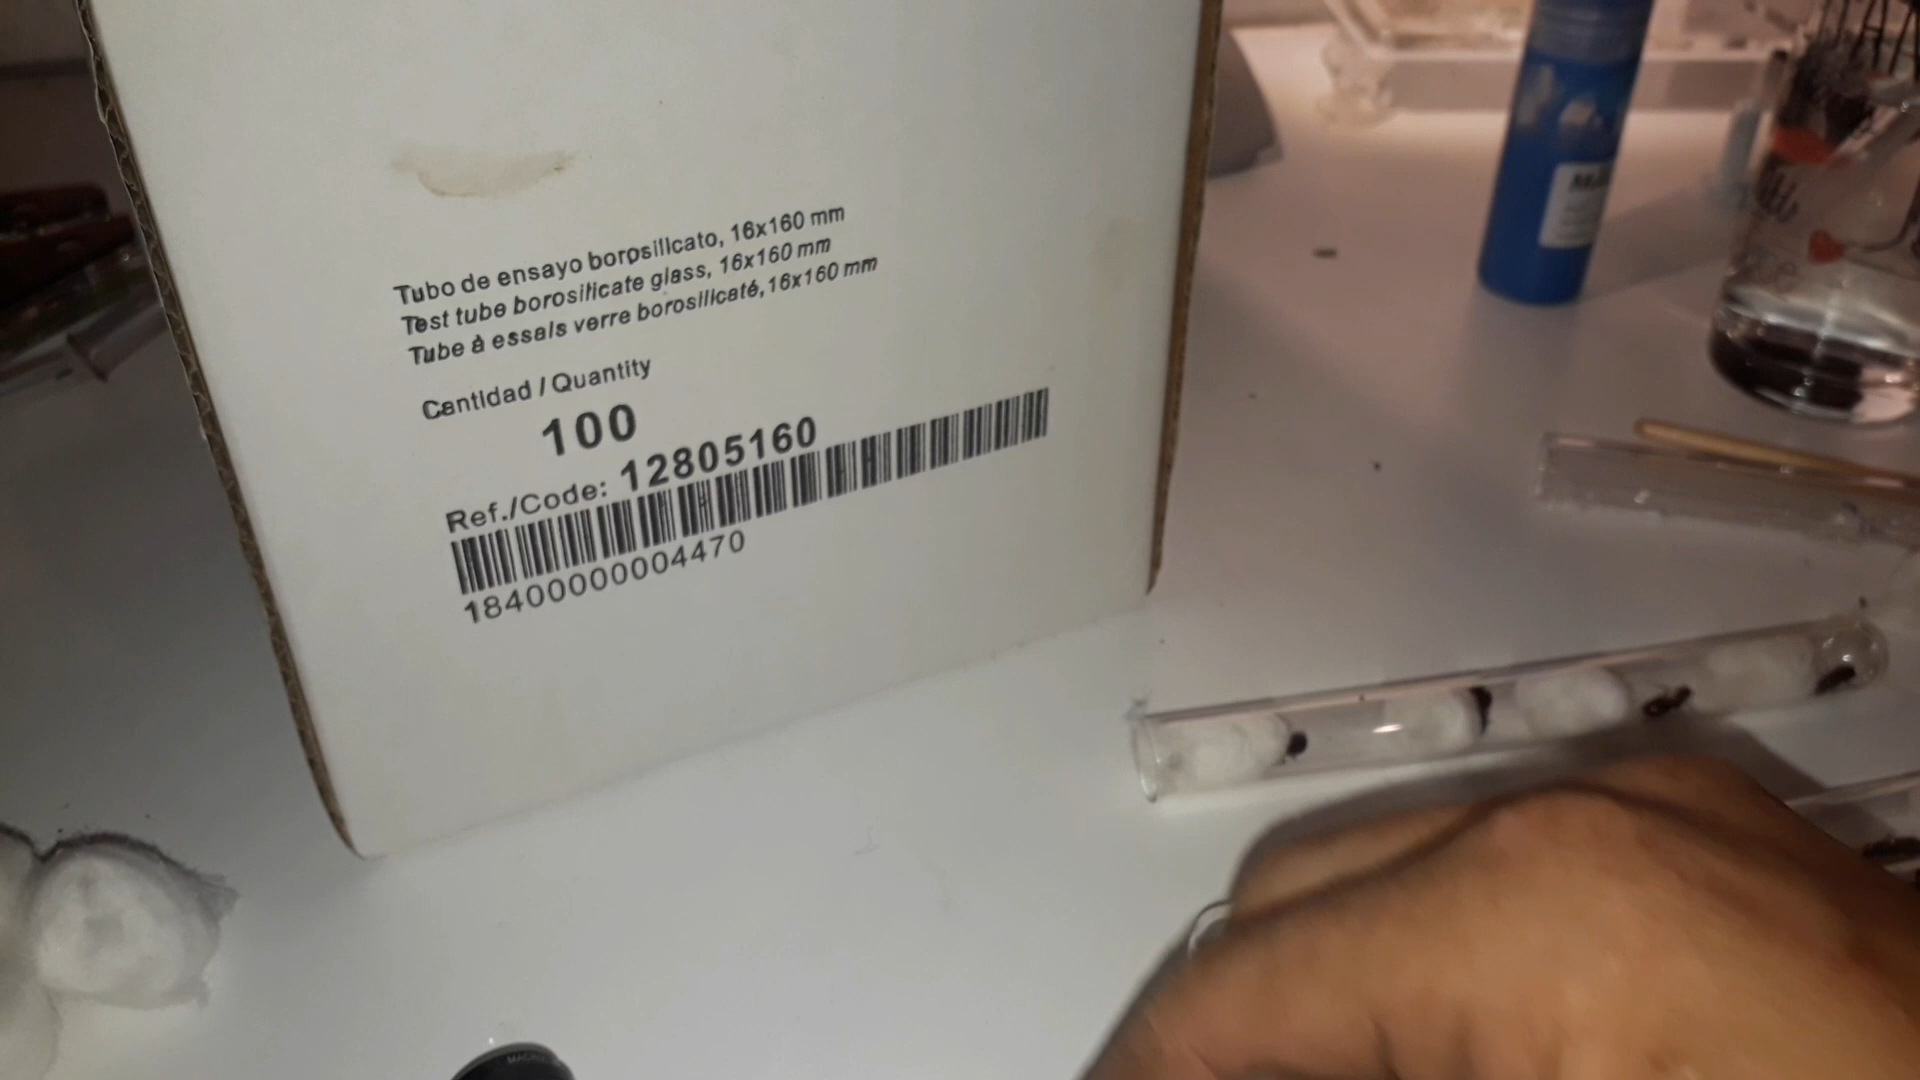 Tubo de ensayo borosilicato, 16x160 mm
Test tube borosilicate glass, 16x160 mm
Tube à essais verre borosilicaté,16x160 mm
Cantidad / Quantity
100
Ref./Code: 12805160
18400000004470